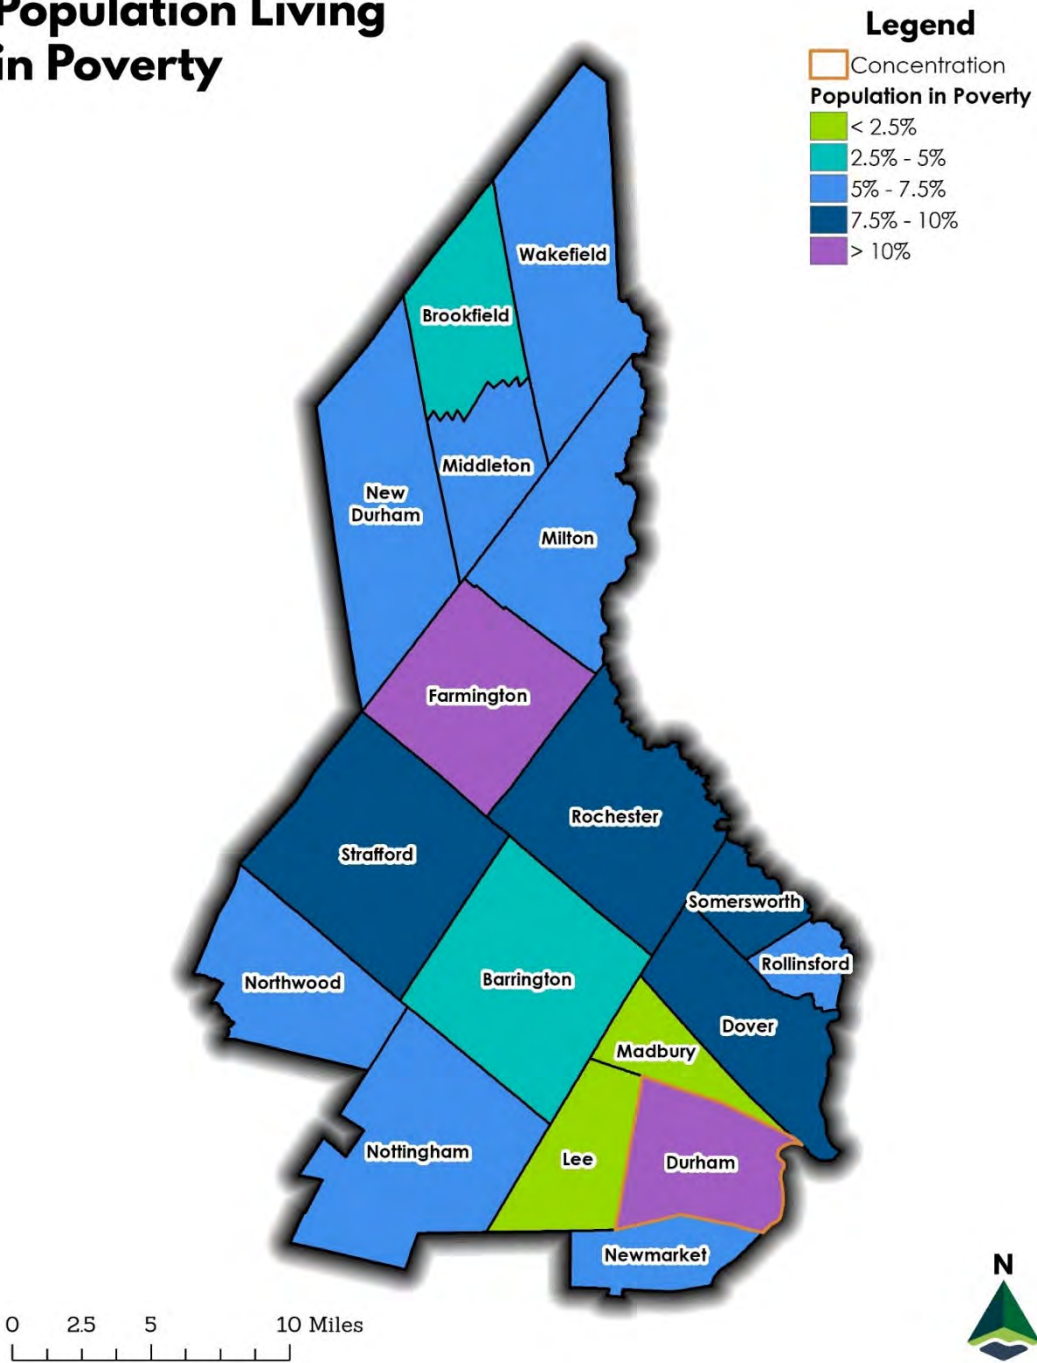 Population Living
in Poverty
Legend
Concentration
Population in Poverty
< 2.5%
2.5% - 5%
5% - 7.5%
7.5% - 10%
> 10%
Wakefield
Brookfield
Middleton
New
Durham
Milton
Farmington
Rochester
Strafford
Somersworth
Rollinsford
Northwood
Barrington
Dover
Madbury
Nottingham
Lee
Durham
Newmarket
N
0 2.5 5 10 Miles